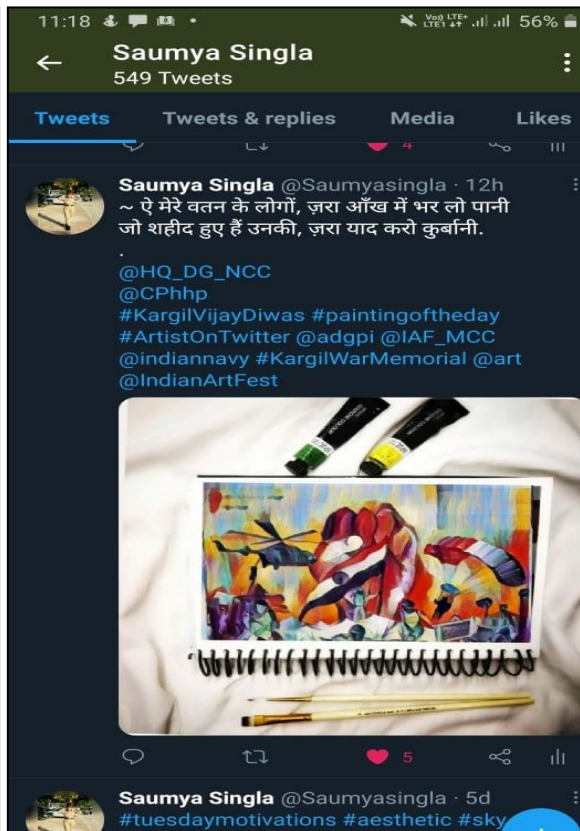 11:18 56%
Saumya Singla
549 Tweets
Tweets Tweets & replies Media Likes
4
Saumya Singla @Saumyasingla · 12h
~ ऐ मेरे वतन के लोगों, ज़रा आँख में भर लो पानी
जो शहीद हुए हैं उनकी, ज़रा याद करो कुर्बानी.
.
@HQ_DG_NCC
@CPhhp
#KargilVijayDiwas #paintingoftheday
#ArtistOnTwitter @adgpi @IAF_MCC
@indiannavy #KargilWarMemorial @art
@IndianArtFest
5
Saumya Singla @Saumyasingla · 5d
#tuesdaymotivations #aesthetic #sky